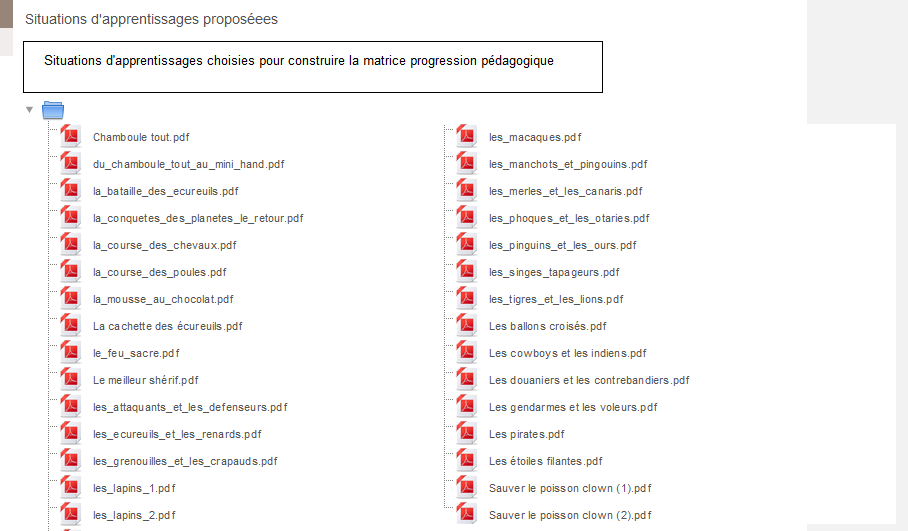 Situations d'apprentissages proposéees
Situations d'apprentissages choisies pour construire la matrice progression pédagogique
Chamboule tout.pdf
du_chamboule_tout_au_mini_hand.pdf
la_bataille_des_ecureuils.pdf
la_conquetes_des_planetes_le_retour.pdf
la_course_des_chevaux.pdf
la_course_des_poules.pdf
la_mousse_au_chocolat.pdf
La cachette des écureuils.pdf
le_feu_sacre.pdf
Le meilleur shérif.pdf
les_attaquants_et_les_defenseurs.pdf
les_ecureuils_et_les_renards.pdf
les_grenouilles_et_les_crapauds.pdf
les_lapins_1.pdf
les_lapins_2.pdf
les_macaques.pdf
les_manchots_et_pingouins.pdf
les_merles_et_les_canaris.pdf
les_phoques_et_les_otaries.pdf
les_pinguins_et_les_ours.pdf
les_singes_tapageurs.pdf
les_tigres_et_les_lions.pdf
Les ballons croisés.pdf
Les cowboys et les indiens.pdf
Les douaniers et les contrebandiers.pdf
Les gendarmes et les voleurs.pdf
Les pirates.pdf
Les étoiles filantes.pdf
Sauver le poisson clown (1).pdf
Sauver le poisson clown (2).pdf